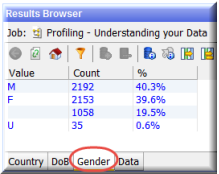 Results Browser
Job: Profiling - Understanding your Data
Value Count %
M 2192 40.3%
F 2153 39.6%
1058 19.5%
U 35 0.6%
Country DoB Gender Data